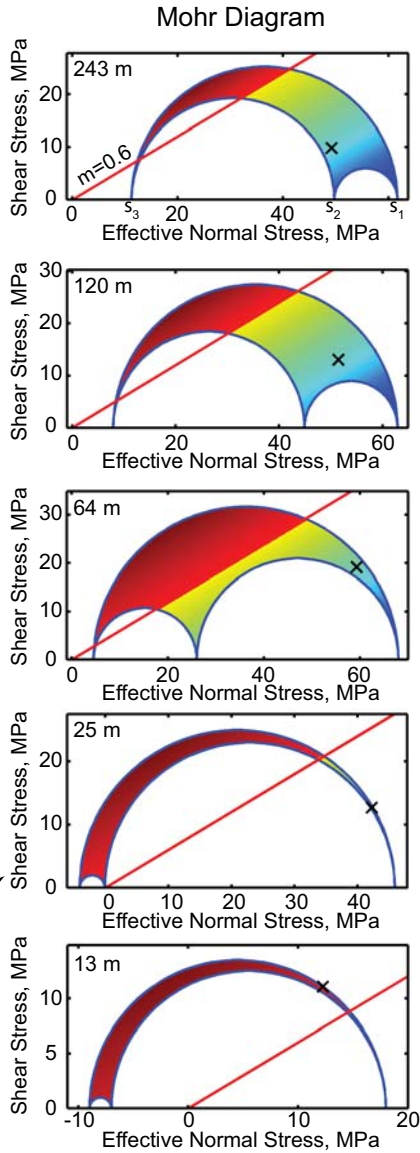 Mohr Diagram
243 m
Shear Stress, MPa
20
10
0
m=0.6
0
s3
20
40
s2
s1
Effective Normal Stress, MPa
120 m
Shear Stress, MPa
30
20
10
0
0
20
40
60
Effective Normal Stress, MPa
64 m
Shear Stress, MPa
30
20
10
0
0
20
40
60
Effective Normal Stress, MPa
25 m
Shear Stress, MPa
20
10
0
0
10
20
30
40
Effective Normal Stress, MPa
13 m
Shear Stress, MPa
10
5
0
-10
0
10
20
Effective Normal Stress, MPa